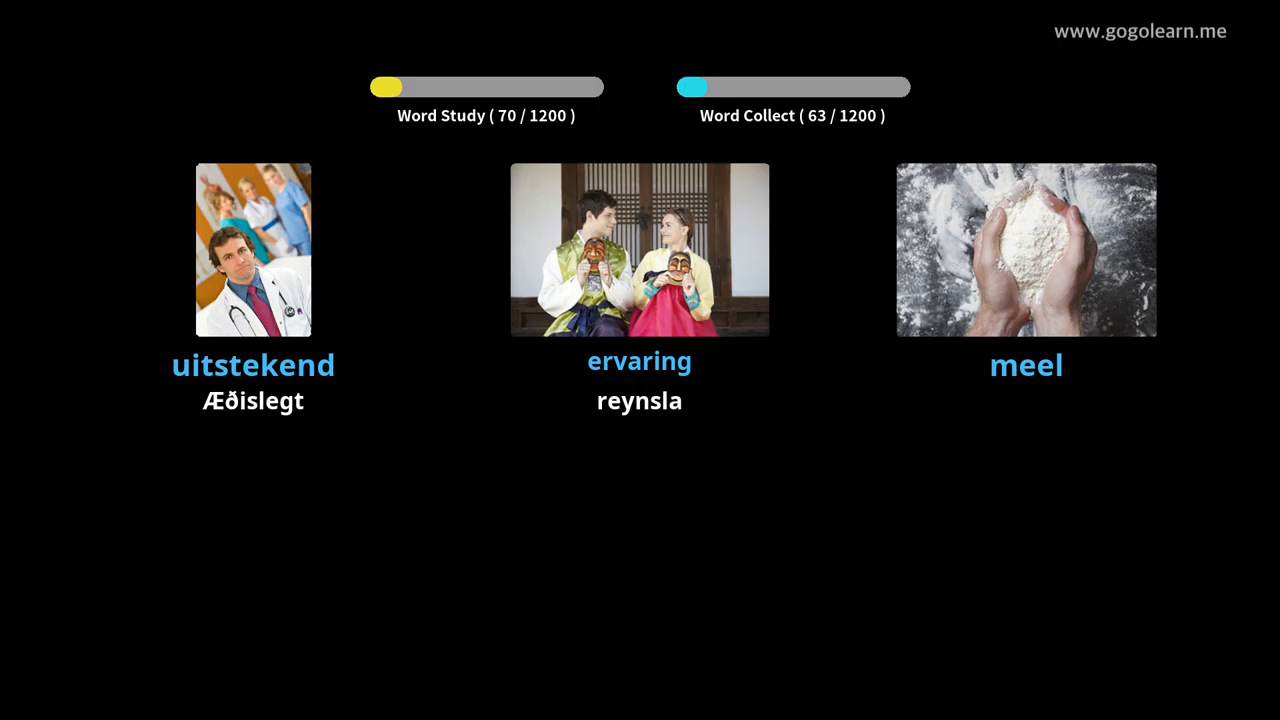 www.gogolearn.me
Word Study ( 70 / 1200 )
Word Collect ( 63 / 1200 )
uitstekend
Æðislegt
ervaring
reynsla
meel